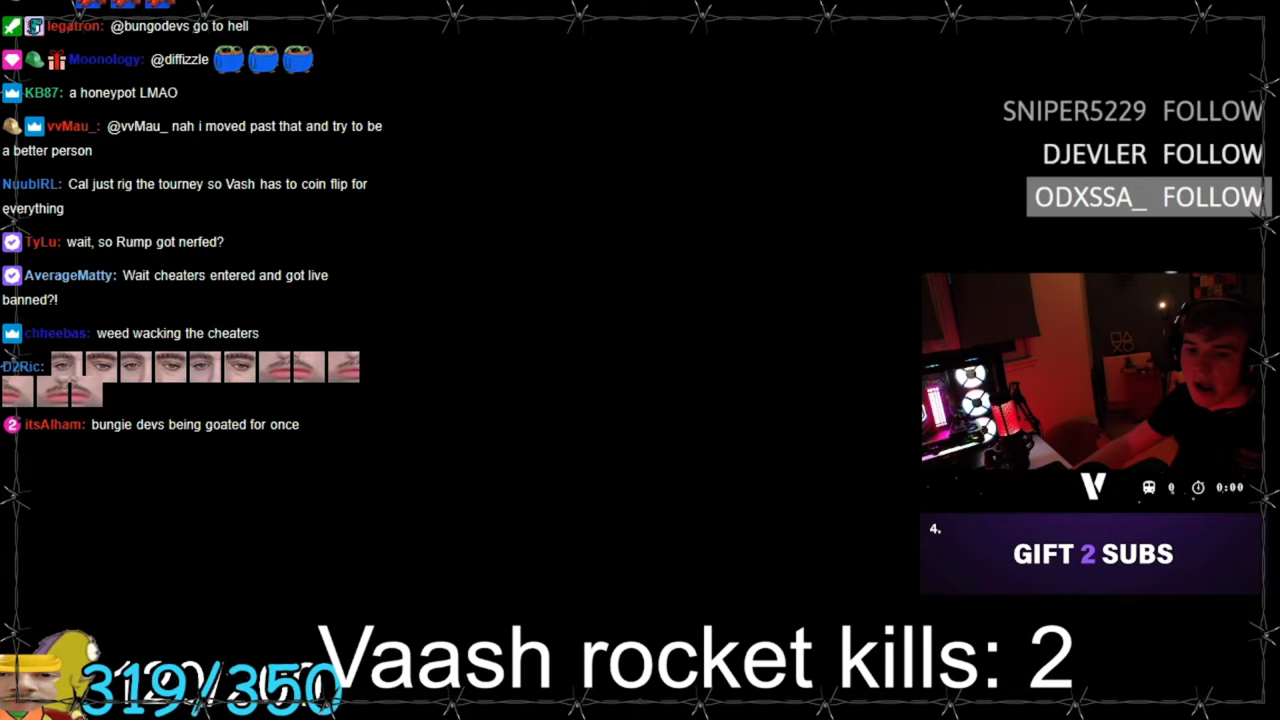 legatron: @bungodevs go to hell
Moonology: @diffizzle
KB87: a honeypot LMAO
vvMau_: @vvMau_ nah i moved past that and try to be
a better person
NuubIRL: Cal just rig the tourney so Vash has to coin flip for
everything
TyLu: wait, so Rump got nerfed?
AverageMatty: Wait cheaters entered and got live
banned?!
chheebas: weed wacking the cheaters
D2Ric:
2 itsAlham: bungie devs being goated for once
SNIPER5229 FOLLOW
DJEVLER FOLLOW
ODXSSA_ FOLLOW
V 0 0:00
4.
GIFT 2 SUBS
Vaash rocket kills: 2
319/350